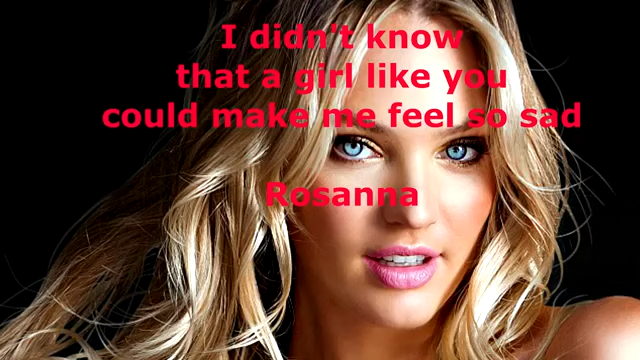 I didn't know
that a girl like you
could make me feel so sad
Rosanna